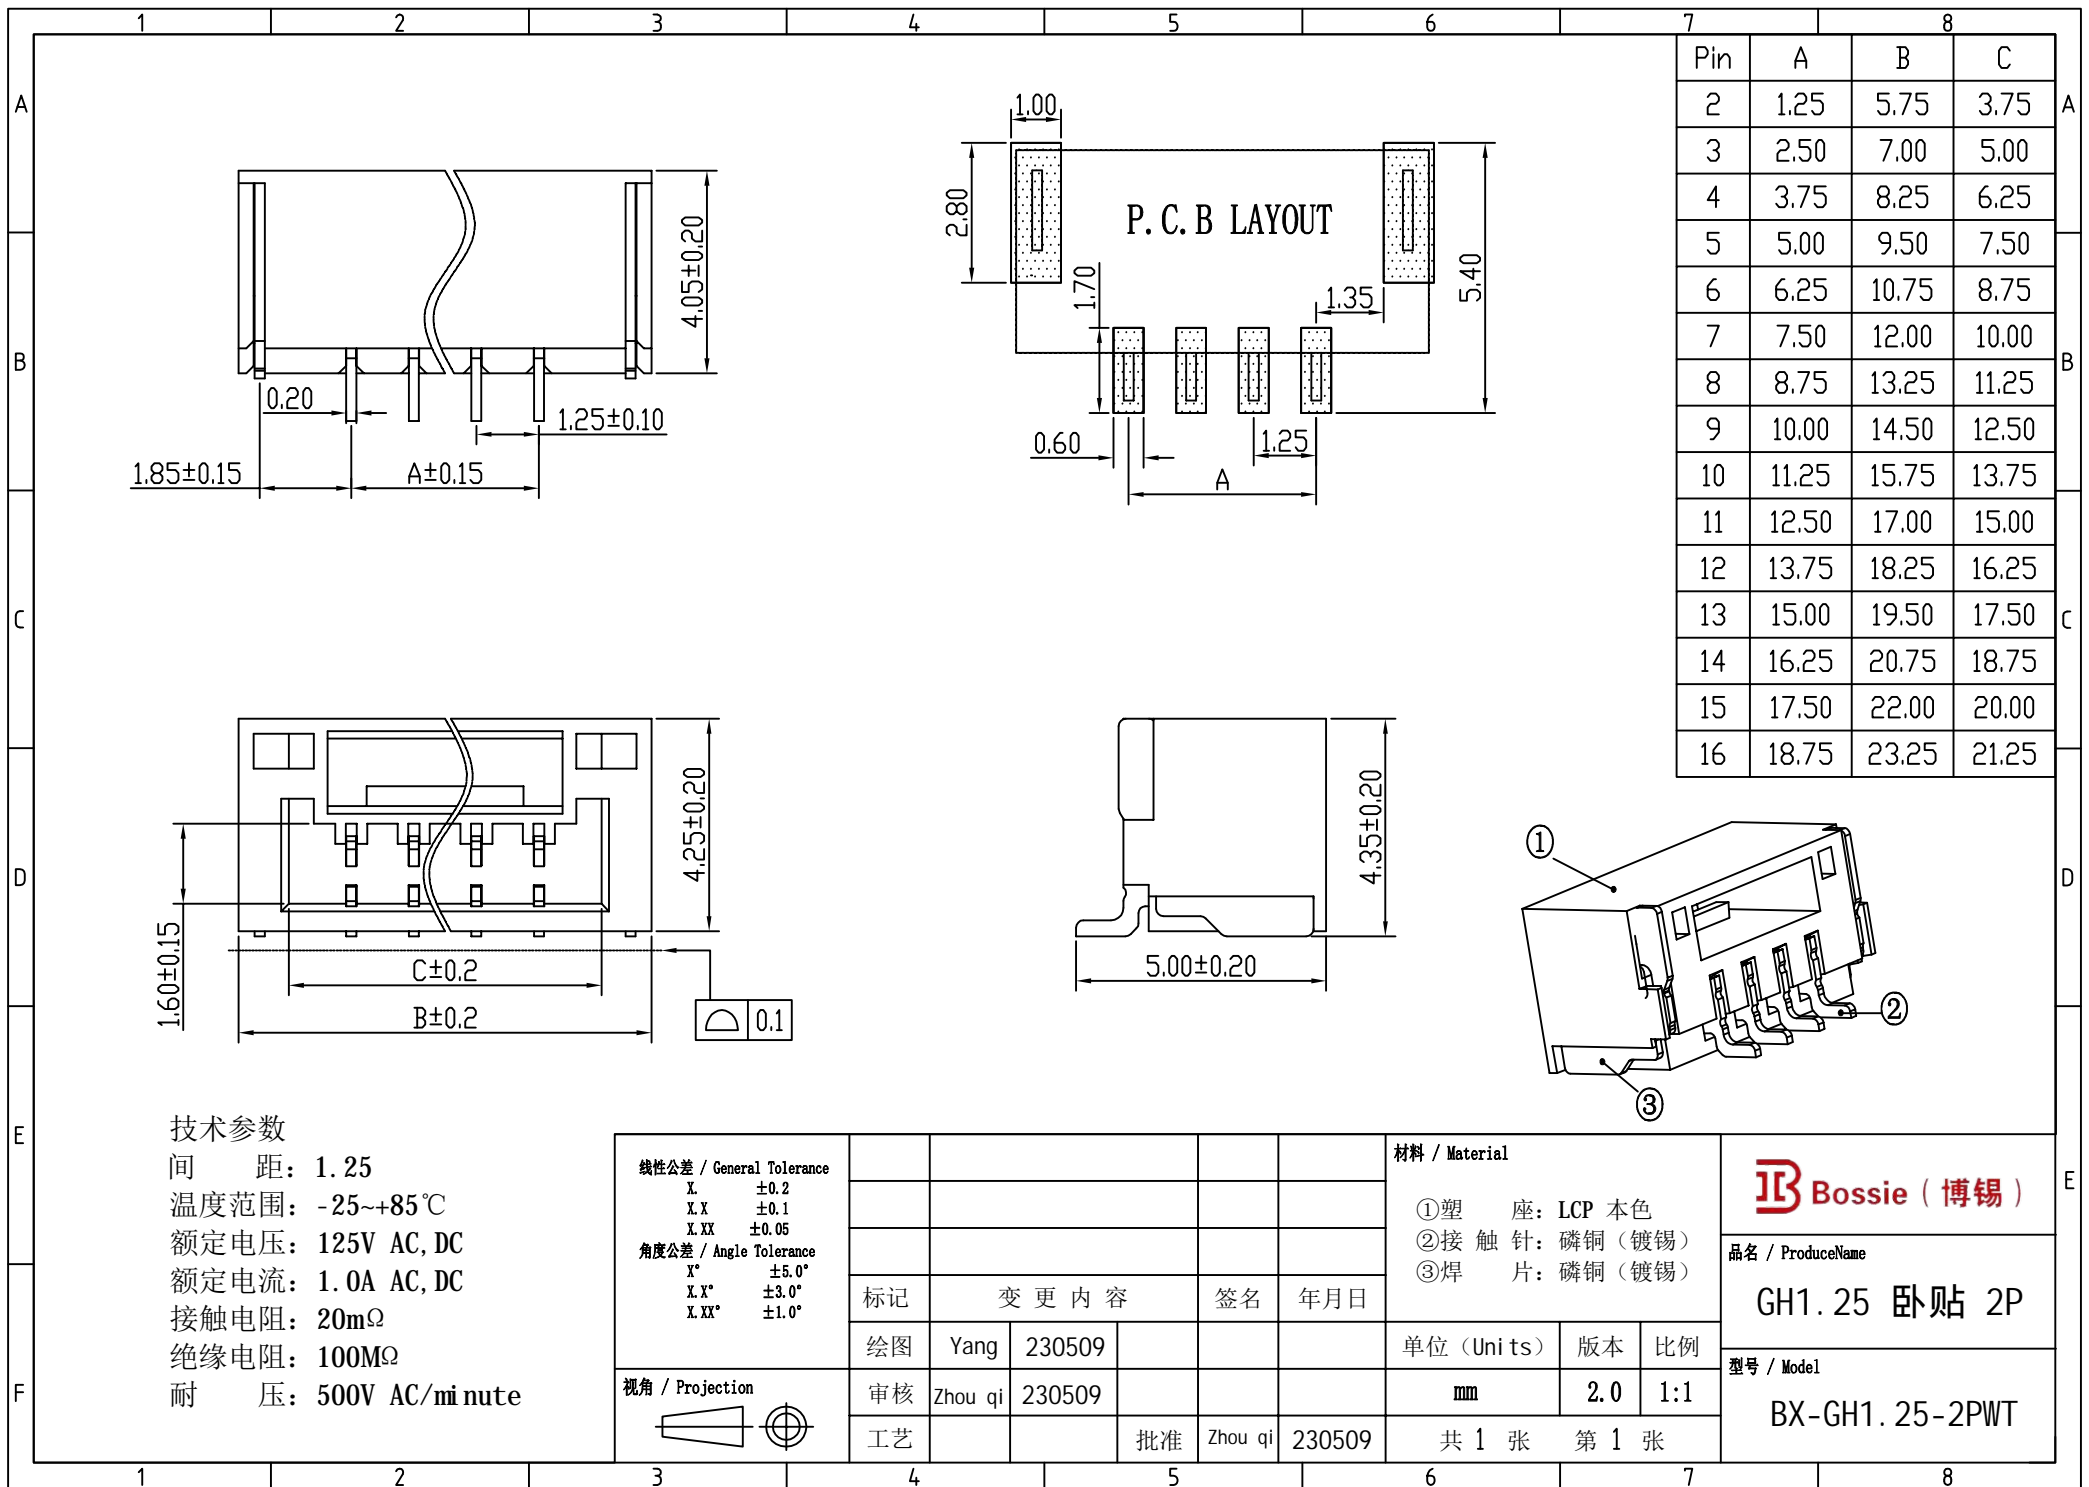 1 2 3 4 5 6 7 8
A
B
C
D
E
F
A
B
C
D
E
Pin A B C
2 1.25 5.75 3.75
3 2.50 7.00 5.00
4 3.75 8.25 6.25
5 5.00 9.50 7.50
6 6.25 10.75 8.75
7 7.50 12.00 10.00
8 8.75 13.25 11.25
9 10.00 14.50 12.50
10 11.25 15.75 13.75
11 12.50 17.00 15.00
12 13.75 18.25 16.25
13 15.00 19.50 17.50
14 16.25 20.75 18.75
15 17.50 22.00 20.00
16 18.75 23.25 21.25
4.05±0.20
0.20
1.25±0.10
1.85±0.15
A±0.15
1.00
2.80
P.C.B LAYOUT
1.70
1.35
5.40
0.60
1.25
A
4.25±0.20
1.60±0.15
C±0.2
B±0.2
0.1
4.35±0.20
5.00±0.20
①
②
③
技术参数
间 距：1.25
温度范围：-25~+85℃
额定电压：125V AC,DC
额定电流：1.0A AC,DC
接触电阻：20mΩ
绝缘电阻：100MΩ
耐 压：500V AC/minute
线性公差 / General Tolerance
X. ±0.2
X.X ±0.1
X.XX ±0.05
角度公差 / Angle Tolerance
X° ±5.0°
X.X° ±3.0°
X.XX° ±1.0°
视角 / Projection
标记 变 更 内 容 签名 年月日
绘图 Yang 230509
审核 Zhou qi 230509
工艺 批准 Zhou qi 230509
材料 / Material
①塑 座：LCP 本色
②接 触 针：磷铜（镀锡）
③焊 片：磷铜（镀锡）
单位（Units） 版本 比例
mm 2.0 1:1
共 1 张 第 1 张
Bossie（博锡）
品名 / ProduceName
GH1.25 卧贴 2P
型号 / Model
BX-GH1.25-2PWT
1 2 3 4 5 6 7 8